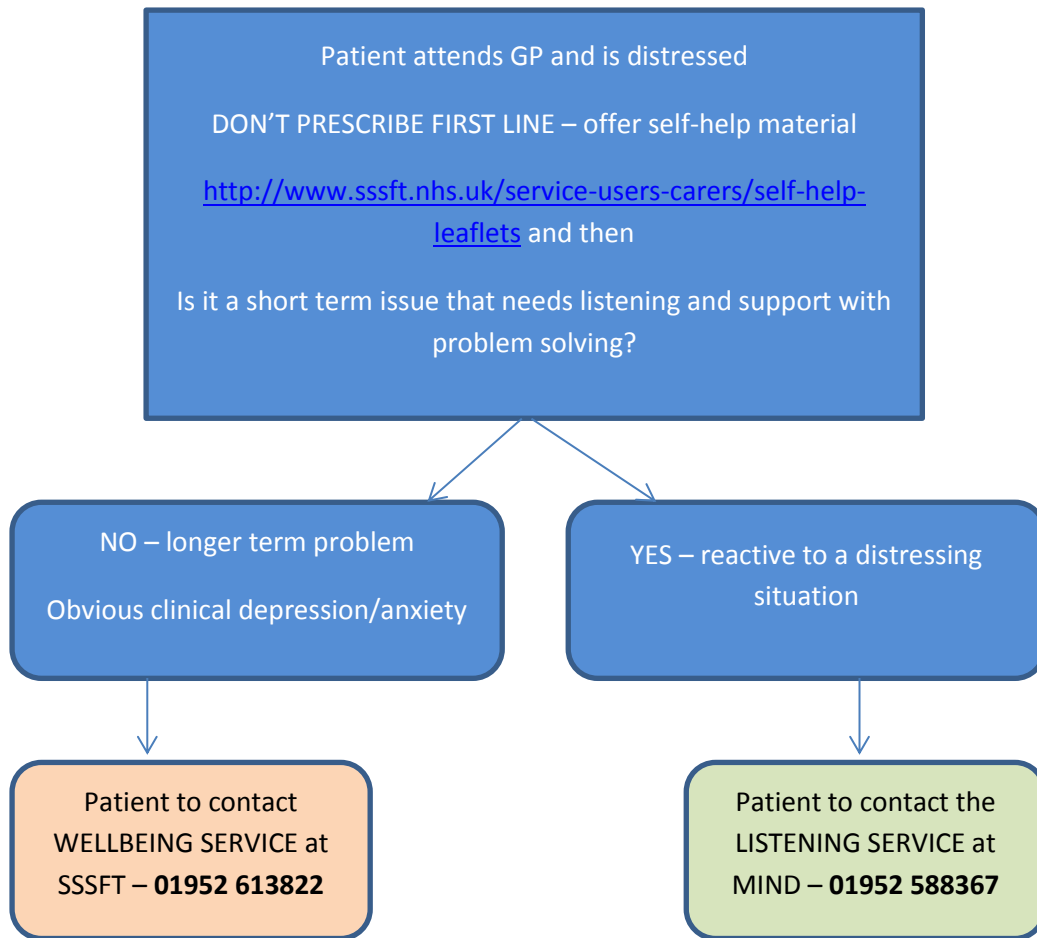 Patient attends GP and is distressed
DON’T PRESCRIBE FIRST LINE – offer self-help material
http://www.sssft.nhs.uk/service-users-carers/self-help-
leaflets and then
Is it a short term issue that needs listening and support with
problem solving?
NO – longer term problem
Obvious clinical depression/anxiety
YES – reactive to a distressing
situation
Patient to contact
WELLBEING SERVICE at
SSSFT – 01952 613822
Patient to contact the
LISTENING SERVICE at
MIND – 01952 588367